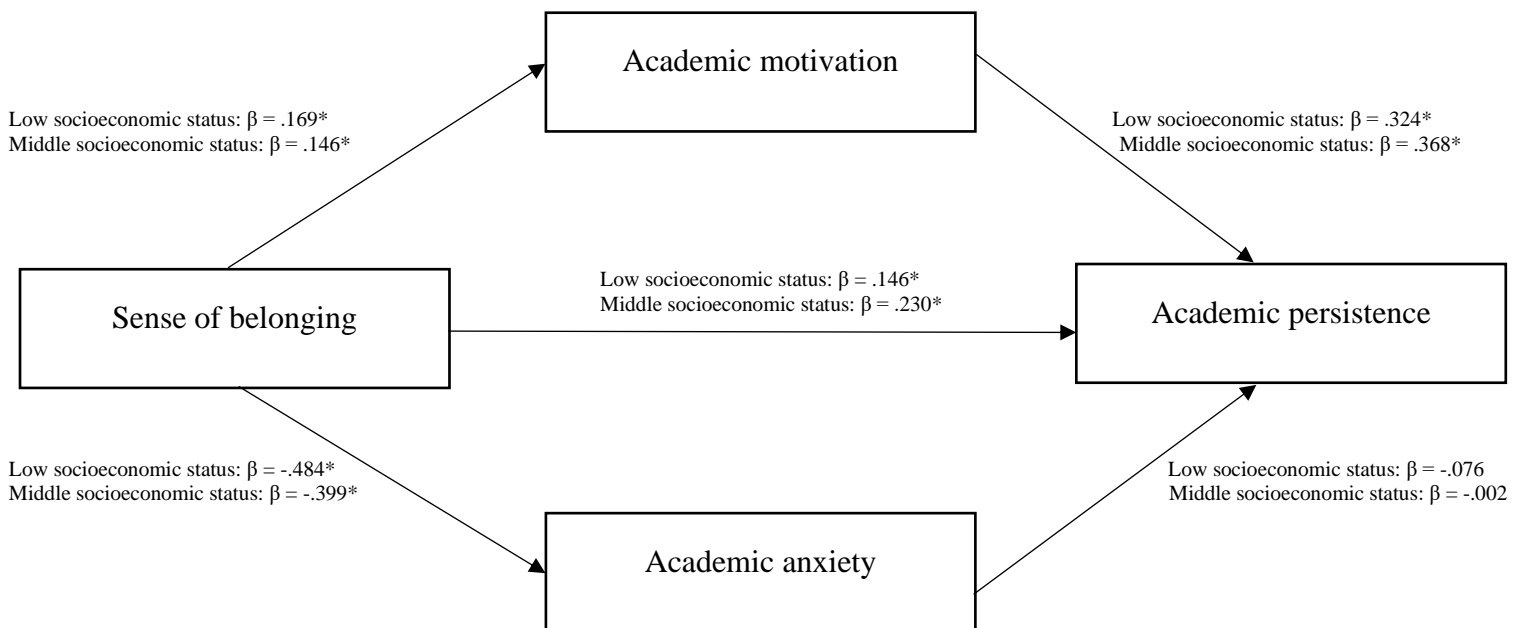 Academic motivation
Low socioeconomic status: β = .169*
Middle socioeconomic status: β = .146*
Low socioeconomic status: β = .324*
Middle socioeconomic status: β = .368*
Sense of belonging
Low socioeconomic status: β = .146*
Middle socioeconomic status: β = .230*
Academic persistence
Low socioeconomic status: β = -.484*
Middle socioeconomic status: β = -.399*
Low socioeconomic status: β = -.076
Middle socioeconomic status: β = -.002
Academic anxiety